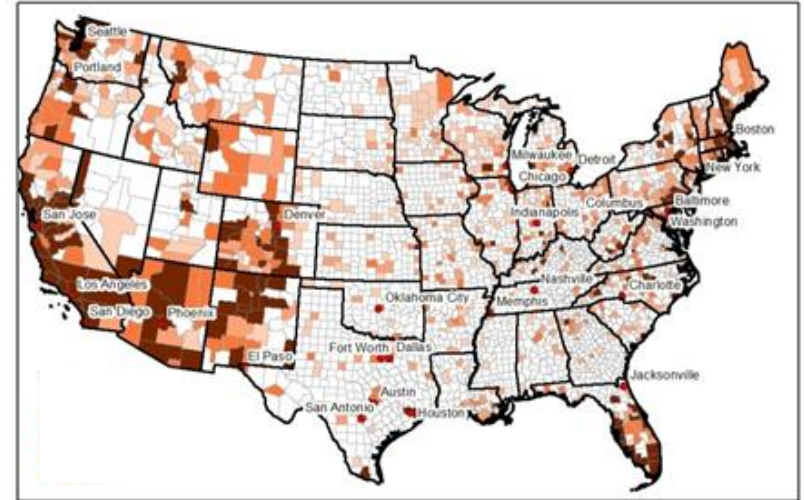 Seattle
Portland
Boston
Milwaukee
Detroit
New York
Chicago
Columbus
Baltimore
San Jose
Denver
Indianapolis
Washington
Nashville
Los Angeles
Charlotte
Oklahoma City
Memphis
San Diego
Phoenix
El Paso
Fort Worth
Dallas
Jacksonville
Austin
San Antonio
Houston